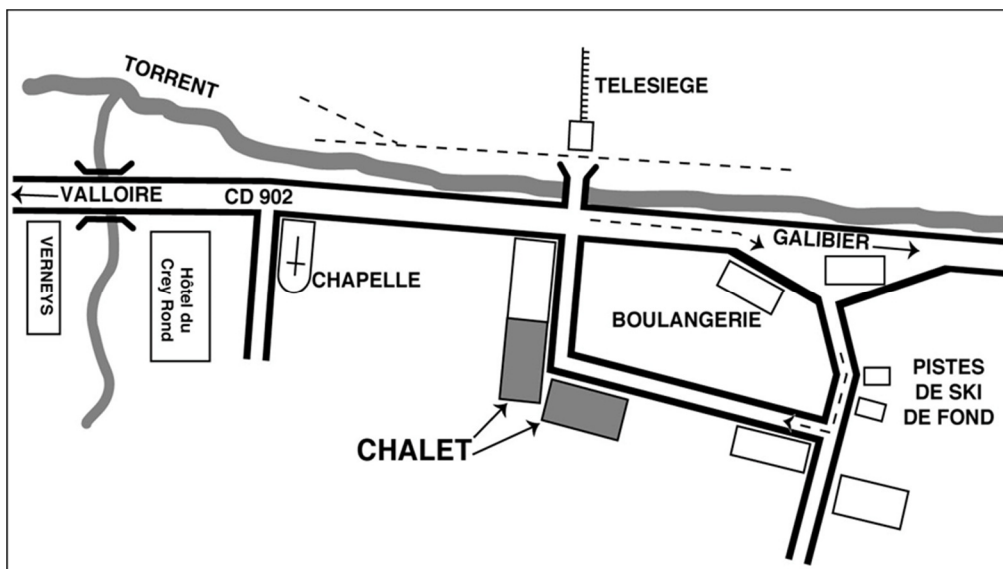 TORRENT
TELESIEGE
VALLOIRE
CD 902
GALIBIER
VERNEYS
Hôtel du
Crey Rond
CHAPELLE
BOULANGERIE
PISTES
DE SKI
DE FOND
CHALET